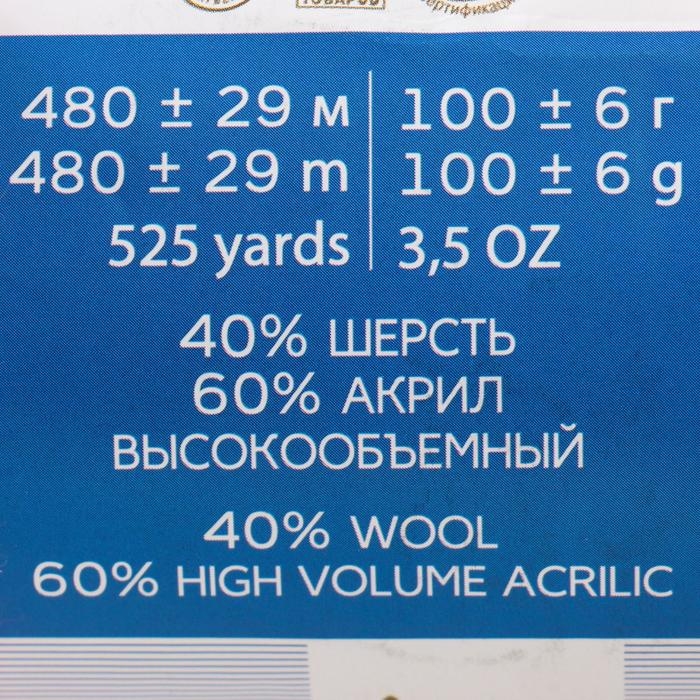 ТОВАРОВ
480 ± 29 м | 100 ± 6 г
480 ± 29 m | 100 ± 6 g
525 yards | 3,5 OZ
40% ШЕРСТЬ
60% АКРИЛ
ВЫСОКООБЪЕМНЫЙ
40% WOOL
60% HIGH VOLUME ACRILIC